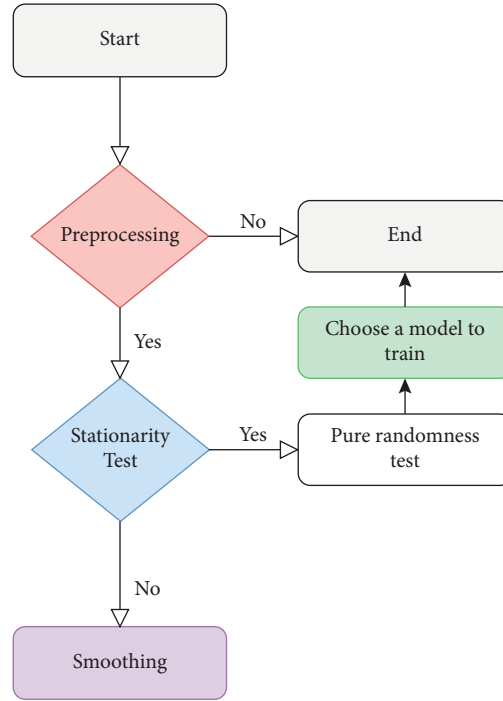 Start
Preprocessing
No
End
Yes
Choose a model to
train
Stationarity
Test
Yes
Pure randomness
test
No
Smoothing